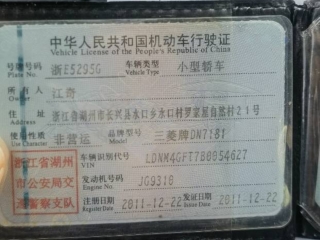 中华人民共和国机动车行驶证
Vehicle License of the People's Republic of China
号牌号码 浙E5295G 车辆类型 小型轿车
Plate No. Vehicle Type
所有人 江奇
Owner
住址 浙江省湖州市长兴县水口乡水口村罗家屋自然村21号
Address
使用性质 非营运 品牌型号 三菱牌DN7181
Use Character Model
浙江省湖州 车辆识别代号 LDNM4GFT7B0054627
VIN
市公安局交 发动机号码 JG9318
Engine No.
通警察支队 注册日期 2011-12-22 发证日期 2011-12-22
Register Date Issue Date